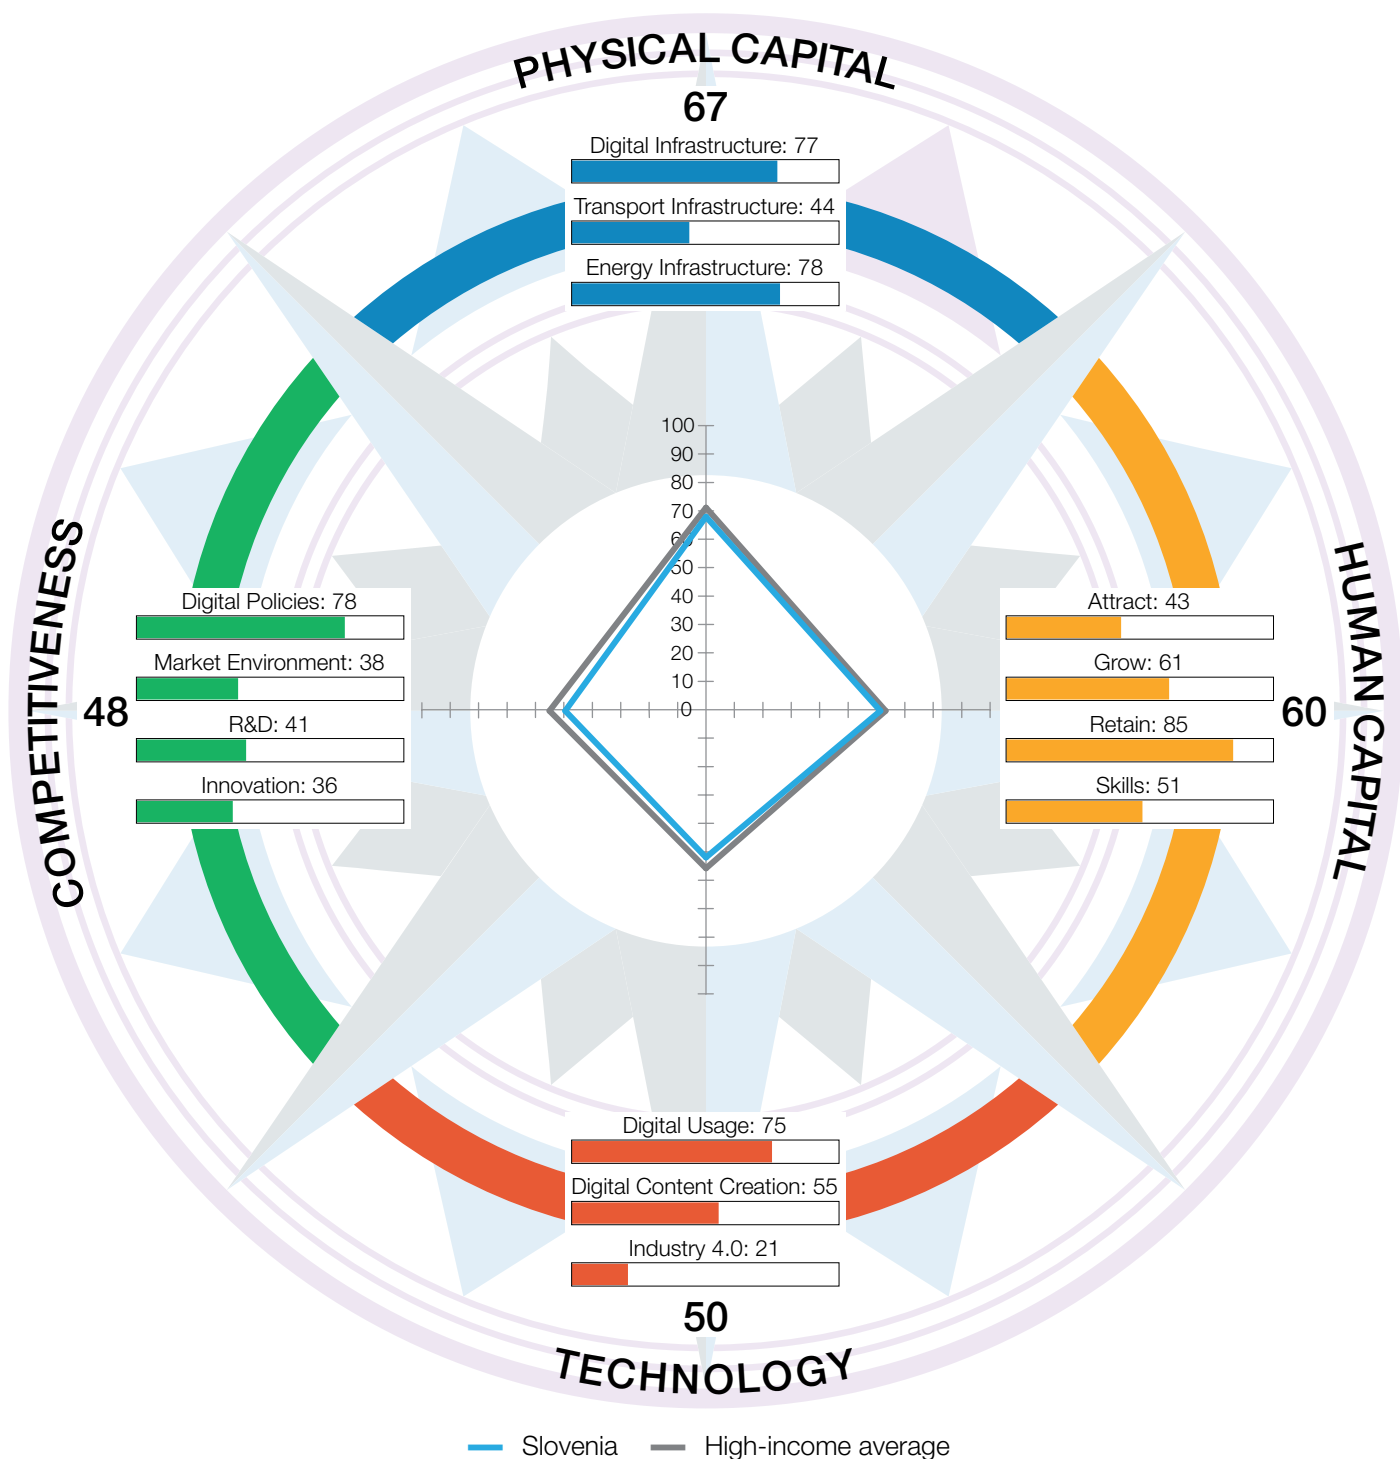 PHYSICAL CAPITAL
67
Digital Infrastructure: 77
Transport Infrastructure: 44
Energy Infrastructure: 78
100
90
80
70
60
50
40
30
20
10
0
COMPETITIVENESS
48
Digital Policies: 78
Market Environment: 38
R&D: 41
Innovation: 36
HUMAN CAPITAL
60
Attract: 43
Grow: 61
Retain: 85
Skills: 51
Digital Usage: 75
Digital Content Creation: 55
Industry 4.0: 21
50
TECHNOLOGY
Slovenia
High-income average